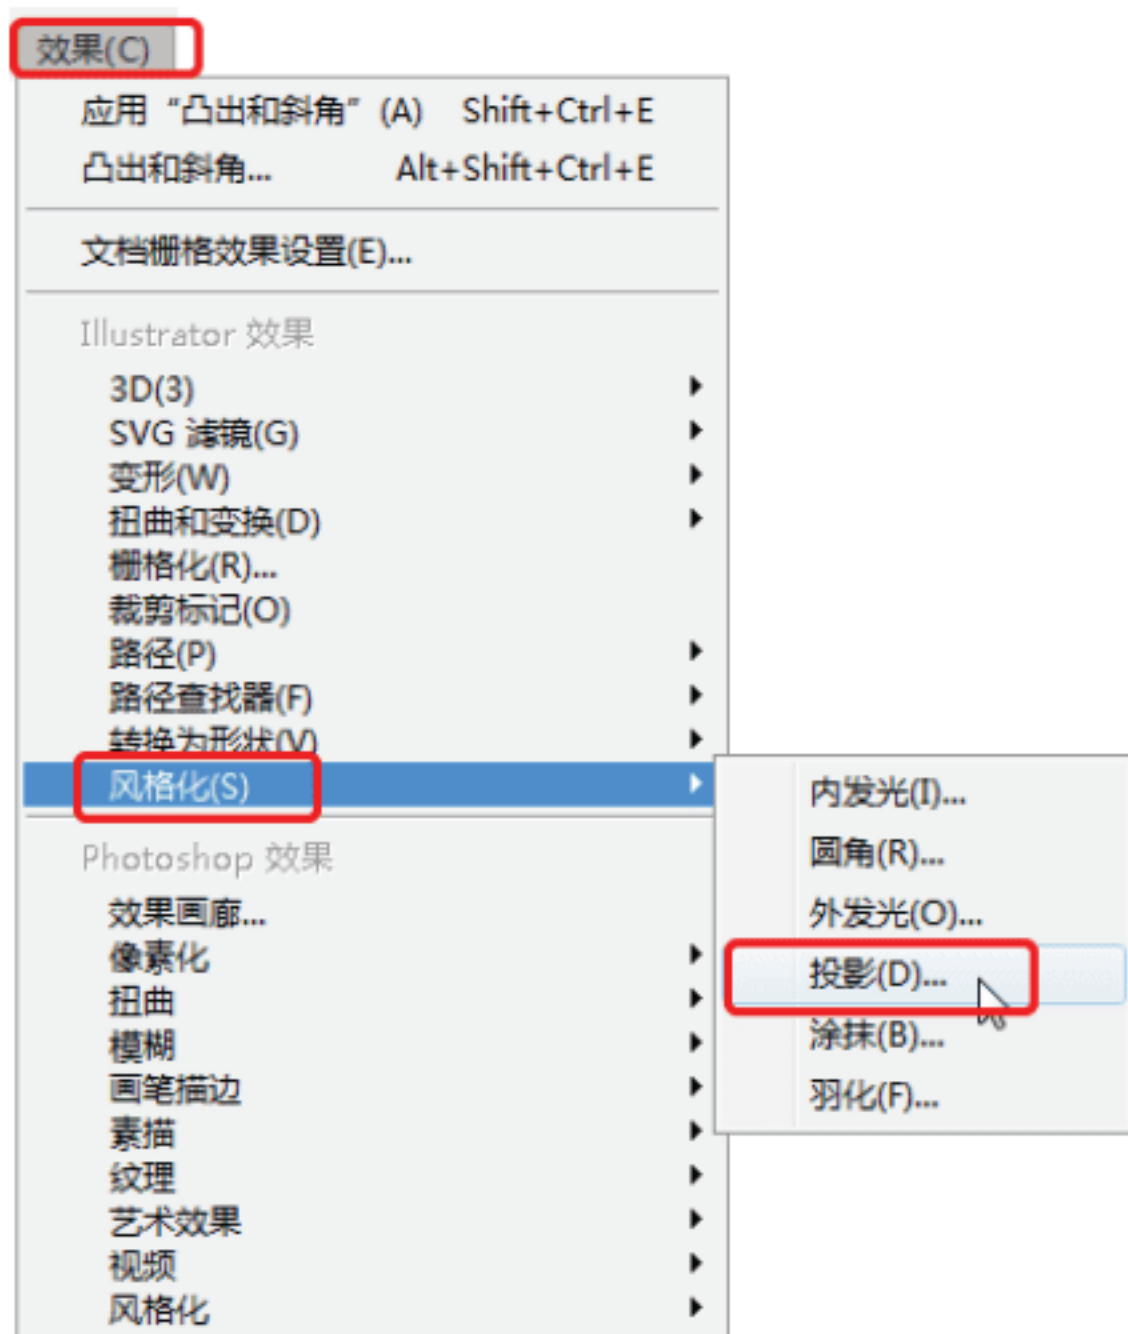 效果(C)
应用“凸出和斜角”(A) Shift+Ctrl+E
凸出和斜角... Alt+Shift+Ctrl+E
文档栅格效果设置(E)...
Illustrator 效果
3D(3)
SVG 滤镜(G)
变形(W)
扭曲和变换(D)
栅格化(R)...
裁剪标记(O)
路径(P)
路径查找器(F)
转换为形状(V)
风格化(S)
内发光(I)...
圆角(R)...
外发光(O)...
投影(D)...
涂抹(B)...
羽化(F)...
Photoshop 效果
效果画廊...
像素化
扭曲
模糊
画笔描边
素描
纹理
艺术效果
视频
风格化